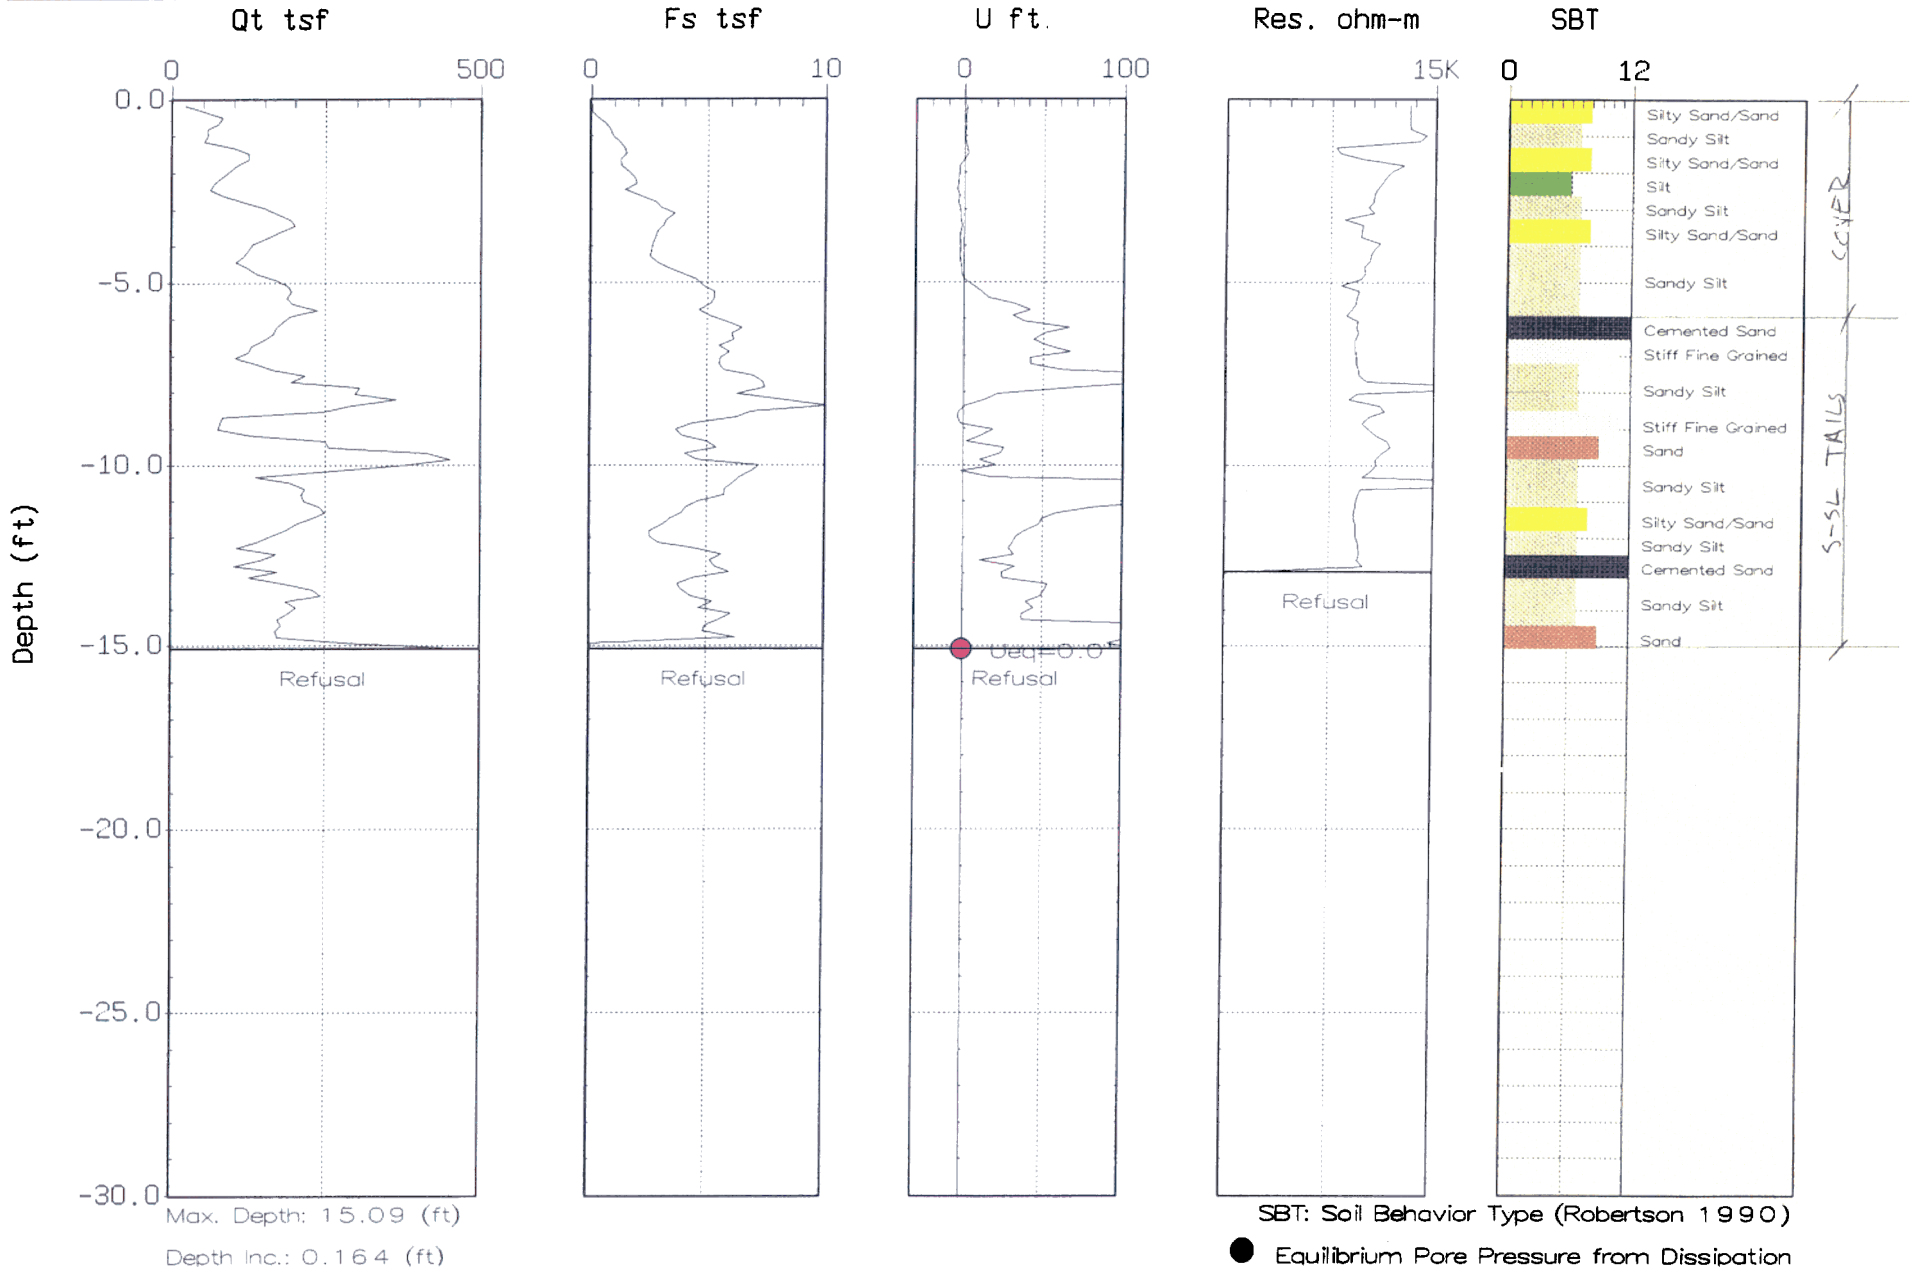 Qt tsf Fs tsf U ft. Res. ohm-m SBT
0 500 0 10 0 100 15K 0 12
0.0
Silty Sand/Sand
Sandy Silt
Silty Sand/Sand
Silt
Sandy Silt
Silty Sand/Sand
COVER
-5.0
Sandy Silt
Cemented Sand
Stiff Fine Grained
Sandy Silt
Stiff Fine Grained
Sand
S-SL TAILS
-10.0
Sandy Silt
Silty Sand/Sand
Sandy Silt
Cemented Sand
Sandy Silt
Sand
Depth (ft)
-15.0
Ueq=0.0
Refusal Refusal Refusal Refusal
-20.0
-25.0
-30.0
Max. Depth: 15.09 (ft)
Depth Inc.: 0.164 (ft)
SBT: Soil Behavior Type (Robertson 1990)
Equilibrium Pore Pressure from Dissipation